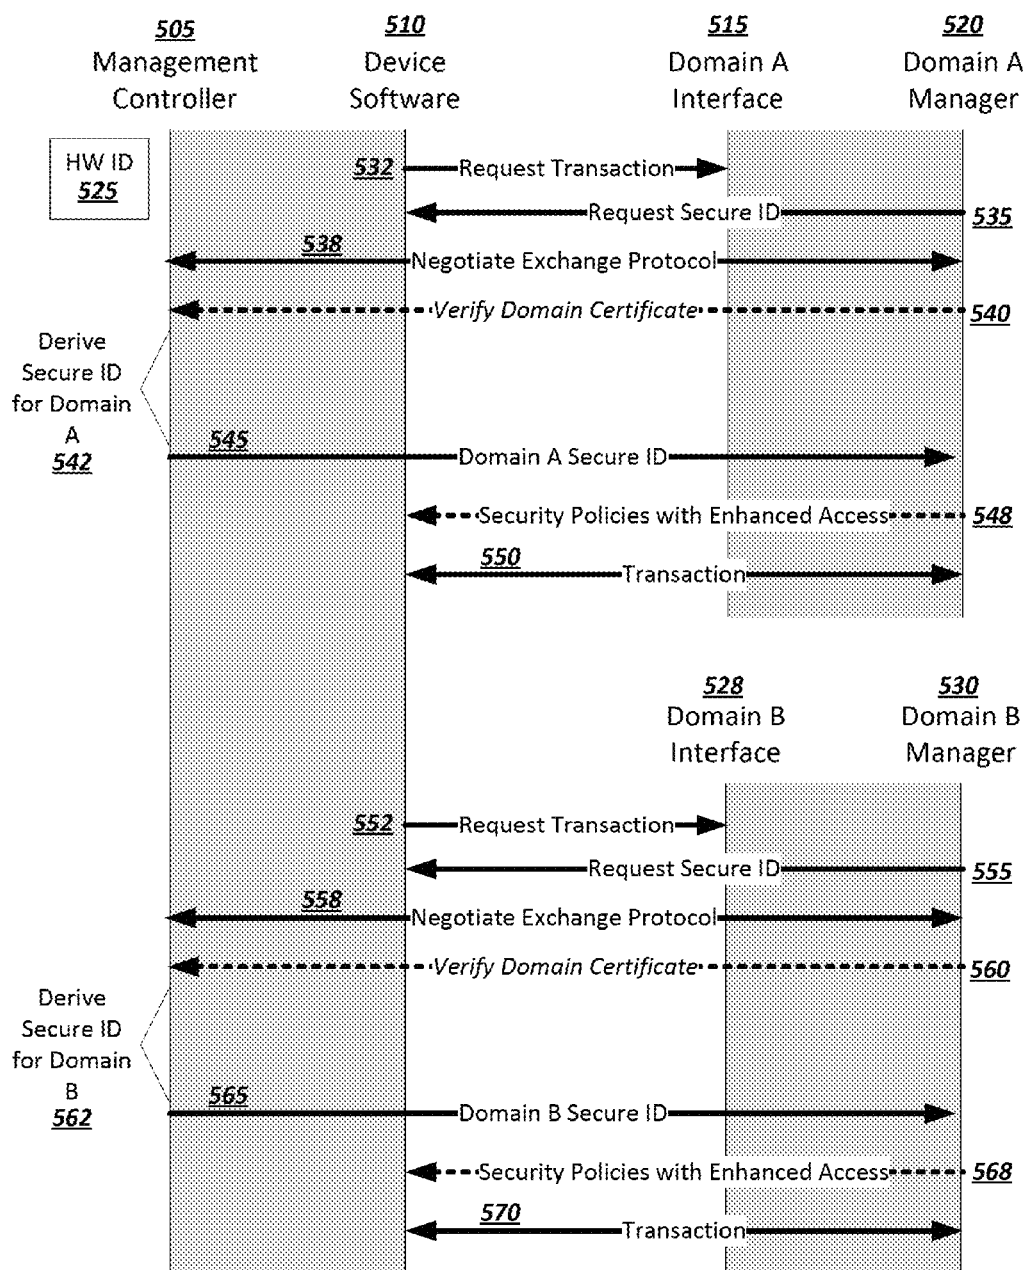 505 510 515 520
Management Device Domain A Domain A
Controller Software Interface Manager
HW ID
525
532 Request Transaction
Request Secure ID 535
538
Negotiate Exchange Protocol
Verify Domain Certificate 540
Derive
Secure ID
for Domain
A
542
545
Domain A Secure ID
Security Policies with Enhanced Access 548
550
Transaction
528 530
Domain B Domain B
Interface Manager
552 Request Transaction
Request Secure ID 555
558
Negotiate Exchange Protocol
Verify Domain Certificate 560
Derive
Secure ID
for Domain
B
562
565
Domain B Secure ID
Security Policies with Enhanced Access 568
570
Transaction